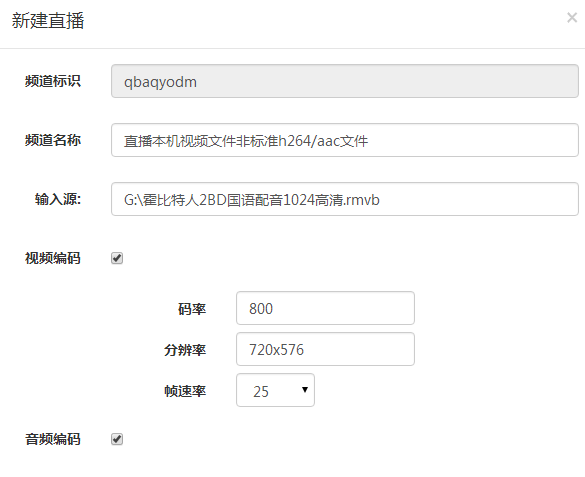 新建直播 ×
频道标识 qbaqyodm
频道名称 直播本机视频文件非标准h264/aac文件
输入源: G:\霍比特人2BD国语配音1024高清.rmvb
视频编码
码率 800
分辨率 720x576
帧速率 25
音频编码